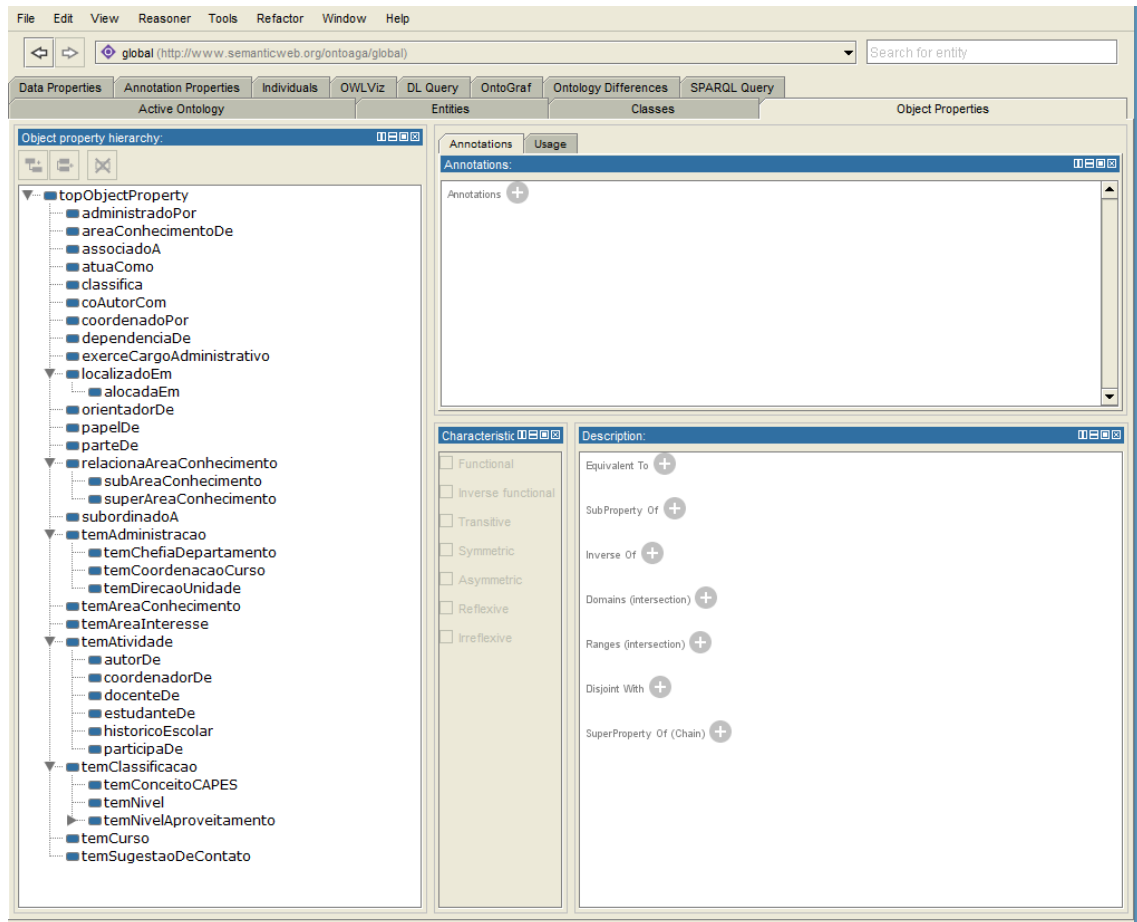 File Edit View Reasoner Tools Refactor Window Help
global (http://www.semanticweb.org/ontoaga/global)
Search for entity
Data Properties Annotation Properties Individuals OWLViz DL Query OntoGraf Ontology Differences SPARQL Query
Active Ontology Entities Classes Object Properties
Object property hierarchy:
topObjectProperty
administradoPor
areaConhecimentoDe
associadoA
atuaComo
classifica
coAutorCom
coordenadoPor
dependenciaDe
exerceCargoAdministrativo
localizadoEm
alocadaEm
orientadorDe
papelDe
parteDe
relacionaAreaConhecimento
subAreaConhecimento
superAreaConhecimento
subordinadoA
temAdministracao
temChefiaDepartamento
temCoordenacaoCurso
temDirecaoUnidade
temAreaConhecimento
temAreaInteresse
temAtividade
autorDe
coordenadorDe
docenteDe
estudanteDe
historicoEscolar
participaDe
temClassificacao
temConceitoCAPES
temNivel
temNivelAproveitamento
temCurso
temSugestaoDeContato
Annotations Usage
Annotations:
Annotations
Characteristic
Functional
Inverse functional
Transitive
Symmetric
Asymmetric
Reflexive
Irreflexive
Description:
Equivalent To
SubProperty Of
Inverse Of
Domains (intersection)
Ranges (intersection)
Disjoint With
SuperProperty Of (Chain)